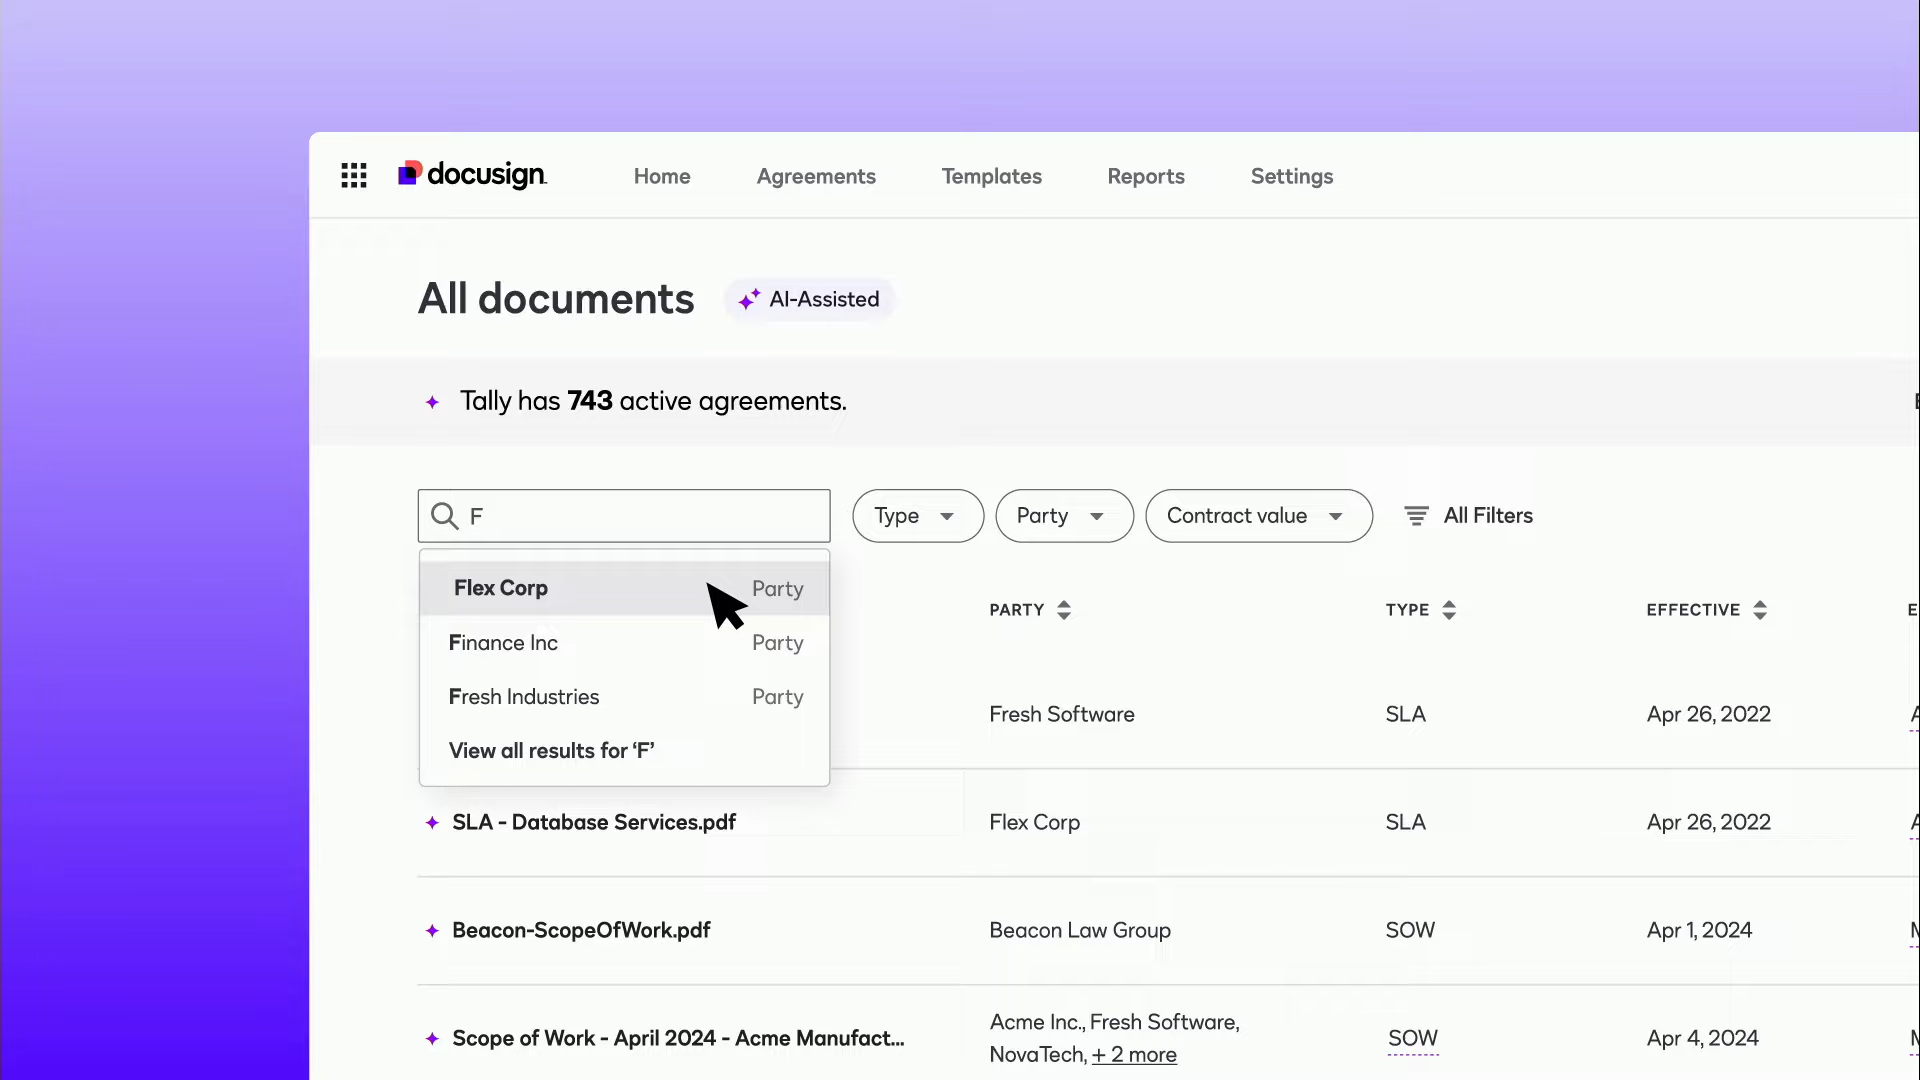 docusign
Home
Agreements
Templates
Reports
Settings
All documents
AI-Assisted
Tally has 743 active agreements.
F
Type
Party
Contract value
All Filters
Flex Corp
Party
Finance Inc
Party
Fresh Industries
Party
View all results for ‘F’
PARTY
TYPE
EFFECTIVE
Fresh Software
SLA
Apr 26, 2022
SLA - Database Services.pdf
Flex Corp
SLA
Apr 26, 2022
Beacon-ScopeOfWork.pdf
Beacon Law Group
SOW
Apr 1, 2024
Scope of Work - April 2024 - Acme Manufact...
Acme Inc., Fresh Software,
NovaTech, + 2 more
SOW
Apr 4, 2024